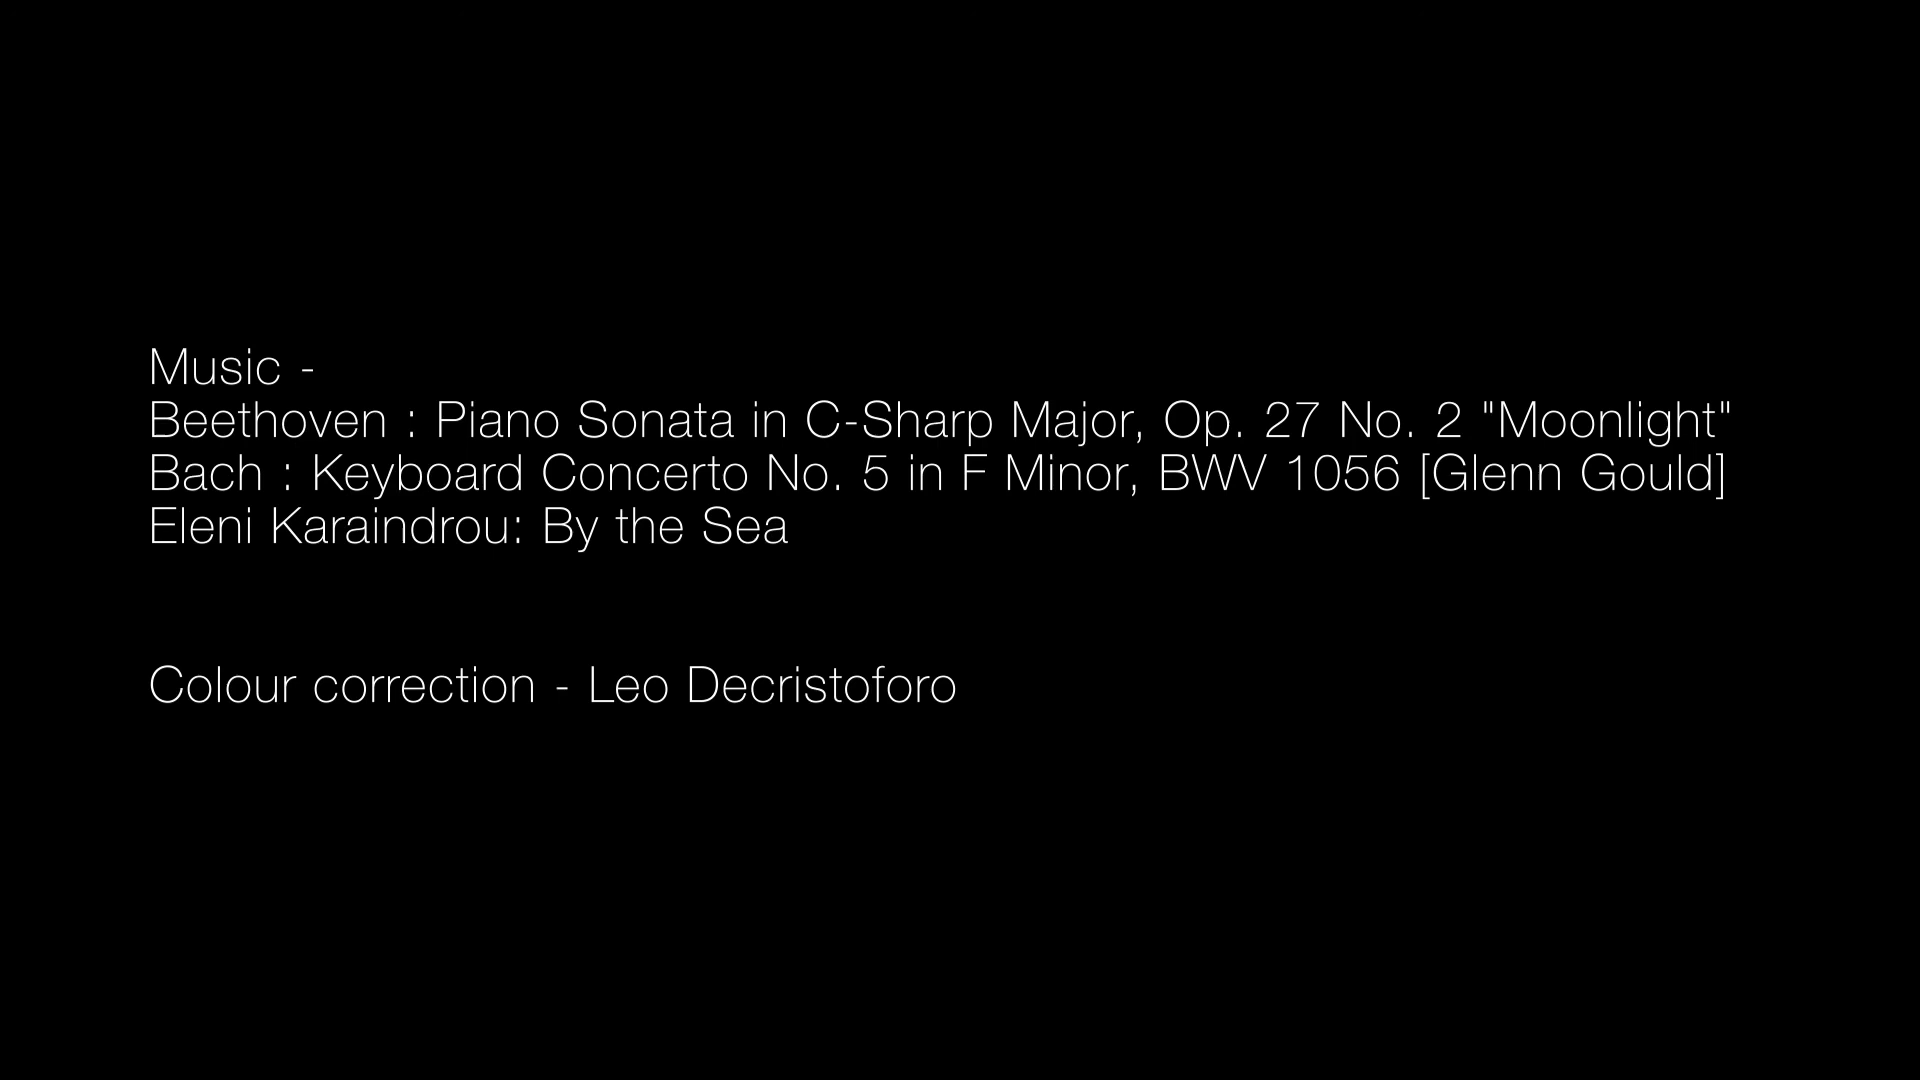 Music -
Beethoven : Piano Sonata in C-Sharp Major, Op. 27 No. 2 "Moonlight"
Bach : Keyboard Concerto No. 5 in F Minor, BWV 1056 [Glenn Gould]
Eleni Karaindrou: By the Sea
Colour correction - Leo Decristoforo